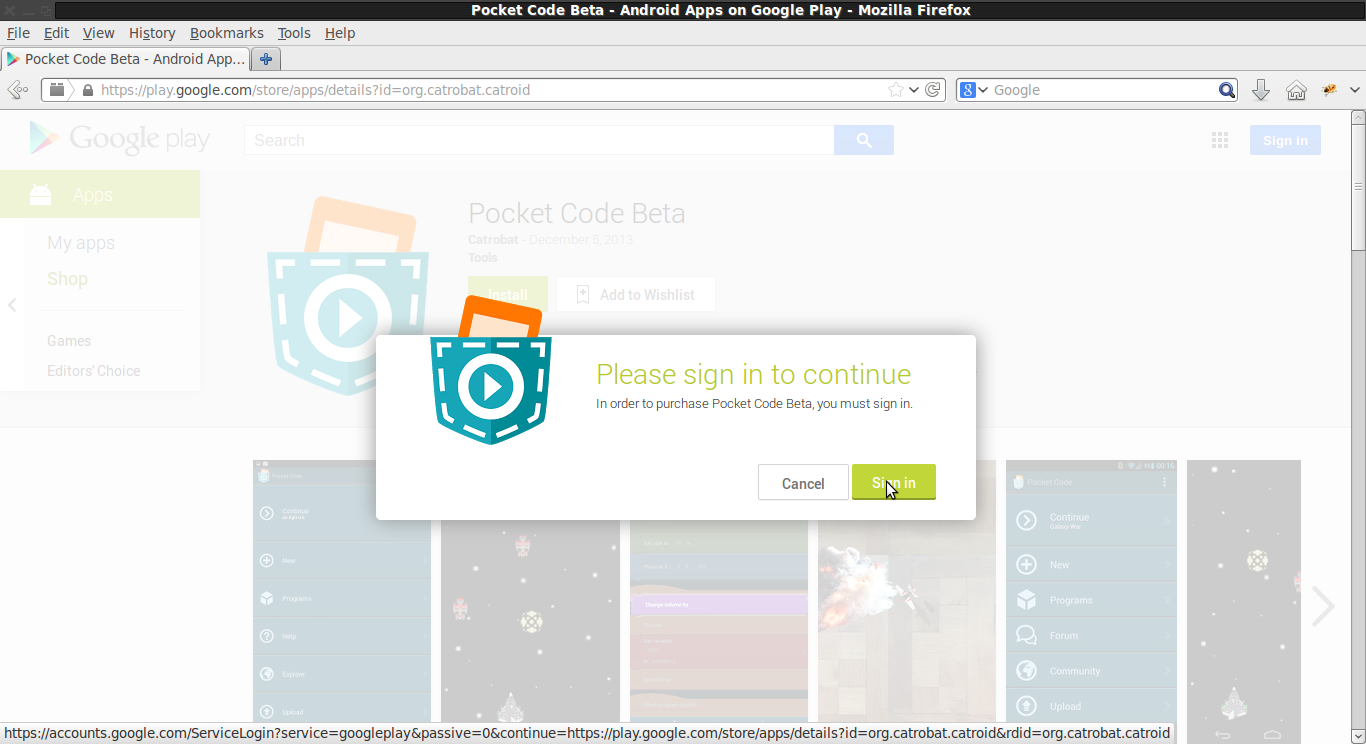 Pocket Code Beta - Android Apps on Google Play - Mozilla Firefox
File Edit View History Bookmarks Tools Help
Pocket Code Beta - Android App...
https://play.google.com/store/apps/details?id=org.catrobat.catroid
8 Google
Google play
Search
Sign in
Apps
My apps
Shop
Games
Editors' Choice
Pocket Code Beta
Catrobat - December 6, 2013
Tools
Install
Add to Wishlist
Please sign in to continue
In order to purchase Pocket Code Beta, you must sign in.
Cancel
Sign in
Pocket Code
Continue
New
Programs
Help
Explore
Upload
Change volume by
00:16
Pocket Code
Continue
Galaxy War
New
Programs
Forum
Community
Upload
https://accounts.google.com/ServiceLogin?service=googleplay&passive=0&continue=https://play.google.com/store/apps/details?id=org.catrobat.catroid&rdid=org.catrobat.catroid